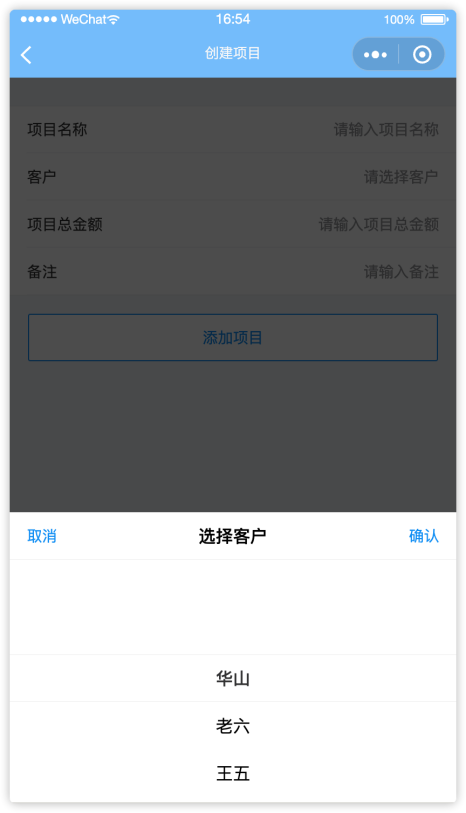 WeChat 16:54 100%
创建项目
项目名称 请输入项目名称
客户 请选择客户
项目总金额 请输入项目总金额
备注 请输入备注
添加项目
取消 选择客户 确认
华山
老六
王五